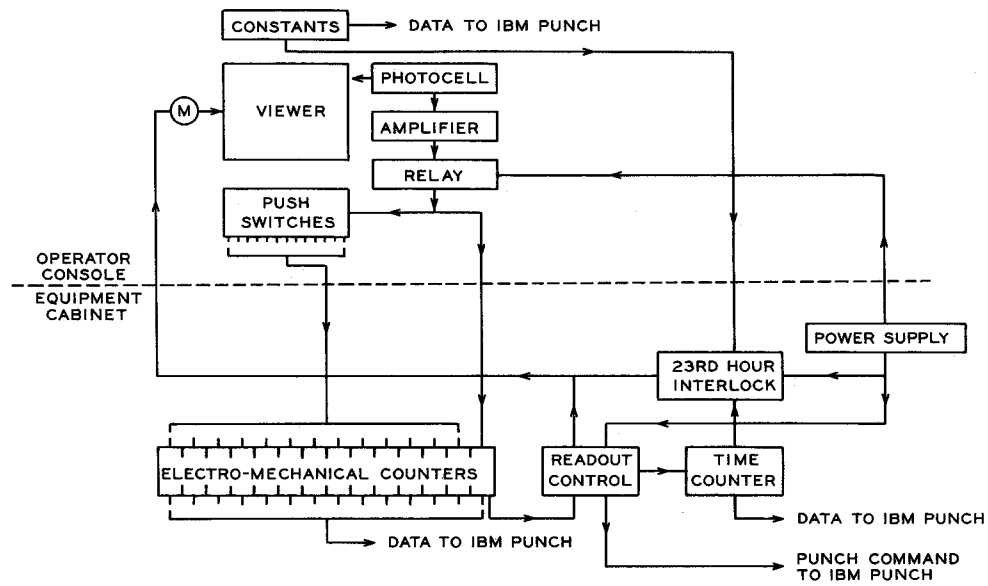 CONSTANTS
DATA TO IBM PUNCH
PHOTOCELL
VIEWER
M
AMPLIFIER
RELAY
PUSH
SWITCHES
OPERATOR
CONSOLE
EQUIPMENT
CABINET
POWER SUPPLY
23RD HOUR
INTERLOCK
ELECTRO-MECHANICAL COUNTERS
READOUT
CONTROL
TIME
COUNTER
DATA TO IBM PUNCH
DATA TO IBM PUNCH
PUNCH COMMAND
TO IBM PUNCH